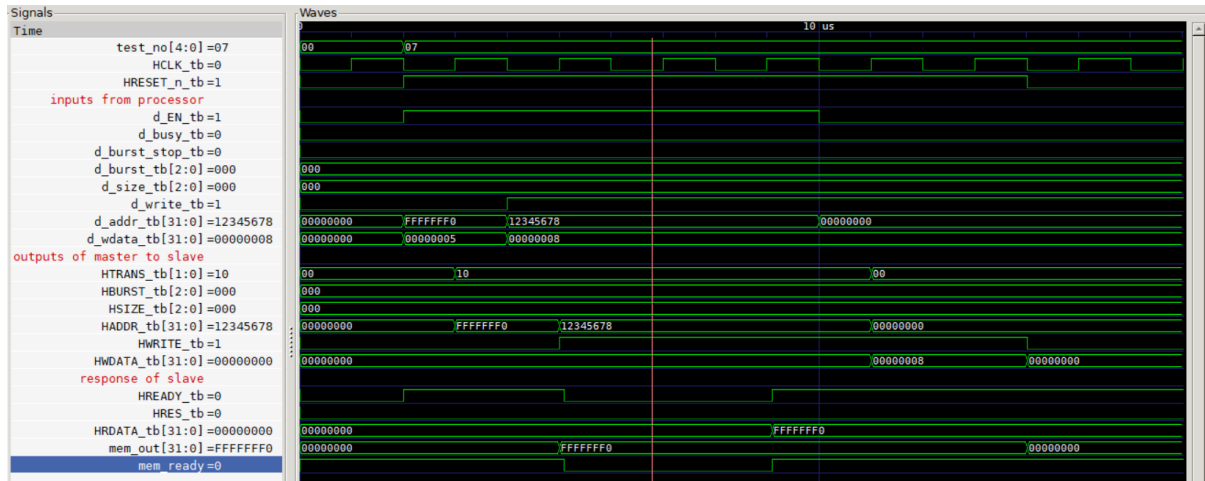 Signals
Waves
Time
0 10 us
test_no[4:0] =07 00 07
HCLK_tb =0
HRESET_n_tb =1
inputs from processor
d_EN_tb =1
d_busy_tb =0
d_burst_stop_tb =0
d_burst_tb[2:0] =000 000
d_size_tb[2:0] =000 000
d_write_tb =1
d_addr_tb[31:0] =12345678 00000000 FFFFFFF0 12345678 00000000
d_wdata_tb[31:0] =00000008 00000000 00000005 00000008
outputs of master to slave
HTRANS_tb[1:0] =10 00 10 00
HBURST_tb[2:0] =000 000
HSIZE_tb[2:0] =000 000
HADDR_tb[31:0] =12345678 00000000 FFFFFFF0 12345678 00000000
HWRITE_tb =1
HWDATA_tb[31:0] =00000000 00000000 00000008 00000000
response of slave
HREADY_tb =0
HRES_tb =0
HRDATA_tb[31:0] =00000000 00000000 FFFFFFF0
mem_out[31:0] =FFFFFFF0 00000000 FFFFFFF0 00000000
mem_ready =0